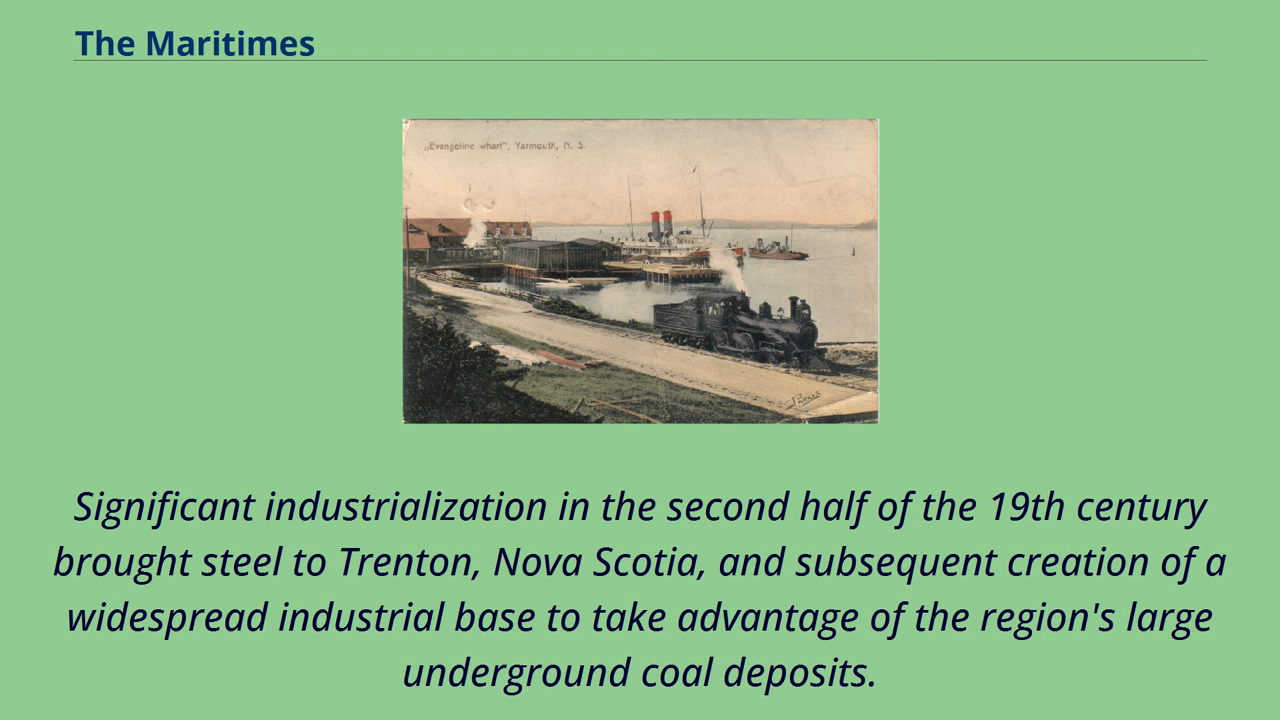 The Maritimes
„Evangeline wharf", Yarmouth, N. S.
Significant industrialization in the second half of the 19th century
brought steel to Trenton, Nova Scotia, and subsequent creation of a
widespread industrial base to take advantage of the region's large
underground coal deposits.